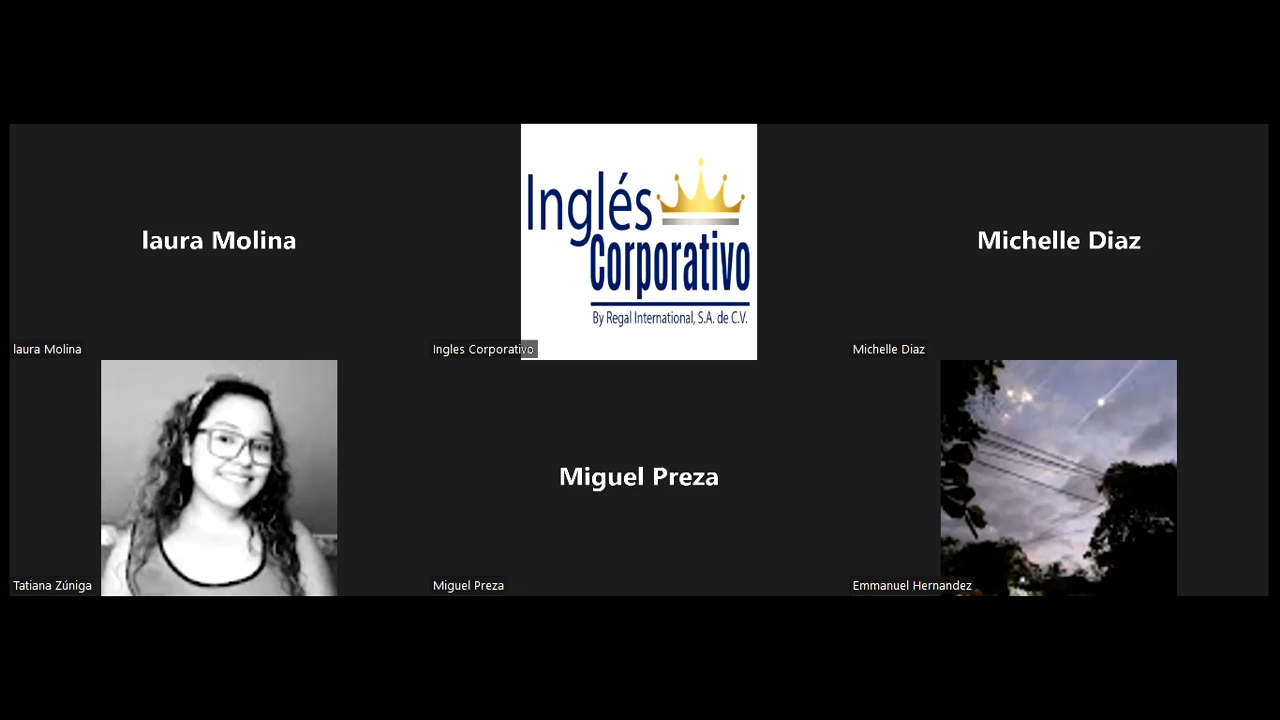 laura Molina
laura Molina
Inglés
Corporativo
By Regal International, S.A. de C.V.
Ingles Corporativo
Michelle Diaz
Michelle Diaz
Tatiana Zúniga
Miguel Preza
Miguel Preza
Emmanuel Hernandez